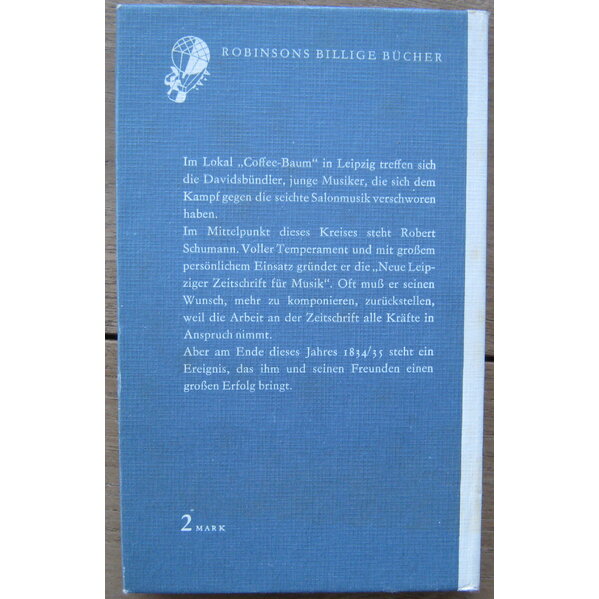 ROBINSONS BILLIGE BÜCHER
Im Lokal „Coffee-Baum“ in Leipzig treffen sich
die Davidsbündler, junge Musiker, die sich dem
Kampf gegen die seichte Salonmusik verschworen
haben.
Im Mittelpunkt dieses Kreises steht Robert
Schumann. Voller Temperament und mit großem
persönlichem Einsatz gründet er die „Neue Leip-
ziger Zeitschrift für Musik“. Oft muß er seinen
Wunsch, mehr zu komponieren, zurückstellen,
weil die Arbeit an der Zeitschrift alle Kräfte in
Anspruch nimmt.
Aber am Ende dieses Jahres 1834/35 steht ein
Ereignis, das ihm und seinen Freunden einen
großen Erfolg bringt.
2 MARK